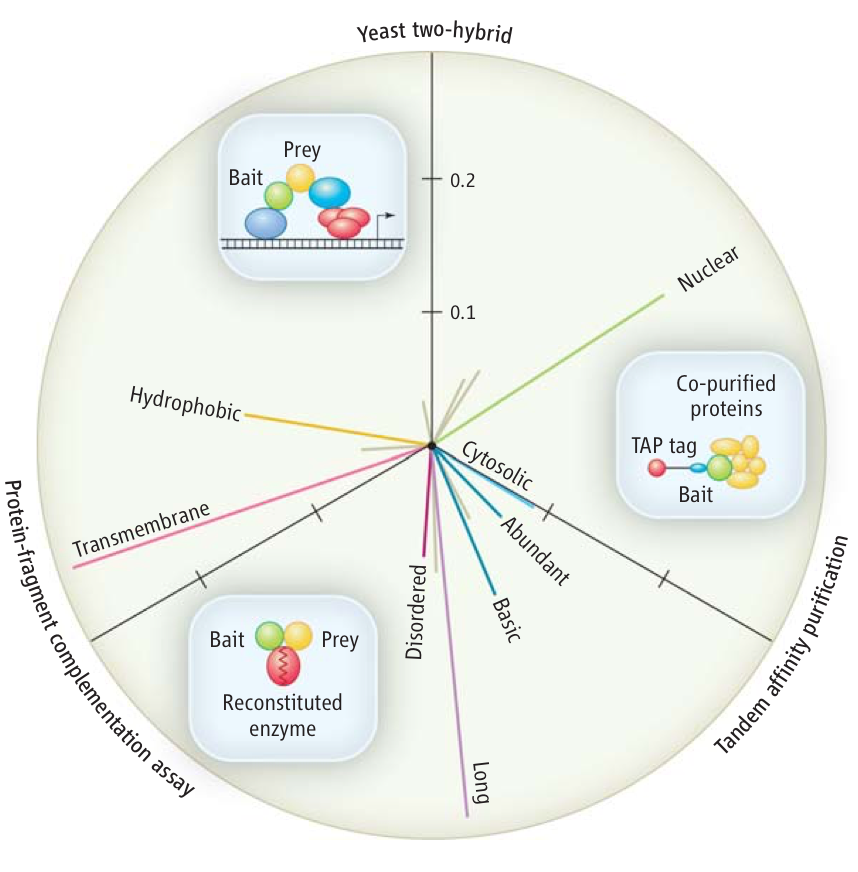 Yeast two-hybrid
Prey
Bait
0.2
Nuclear
0.1
Co-purified
proteins
Hydrophobic
TAP tag
Cytosolic
Bait
Transmembrane
Abundant
Disordered
Basic
Protein-fragment complementation assay
Tandem affinity purification
Bait
Prey
Reconstituted
enzyme
Long